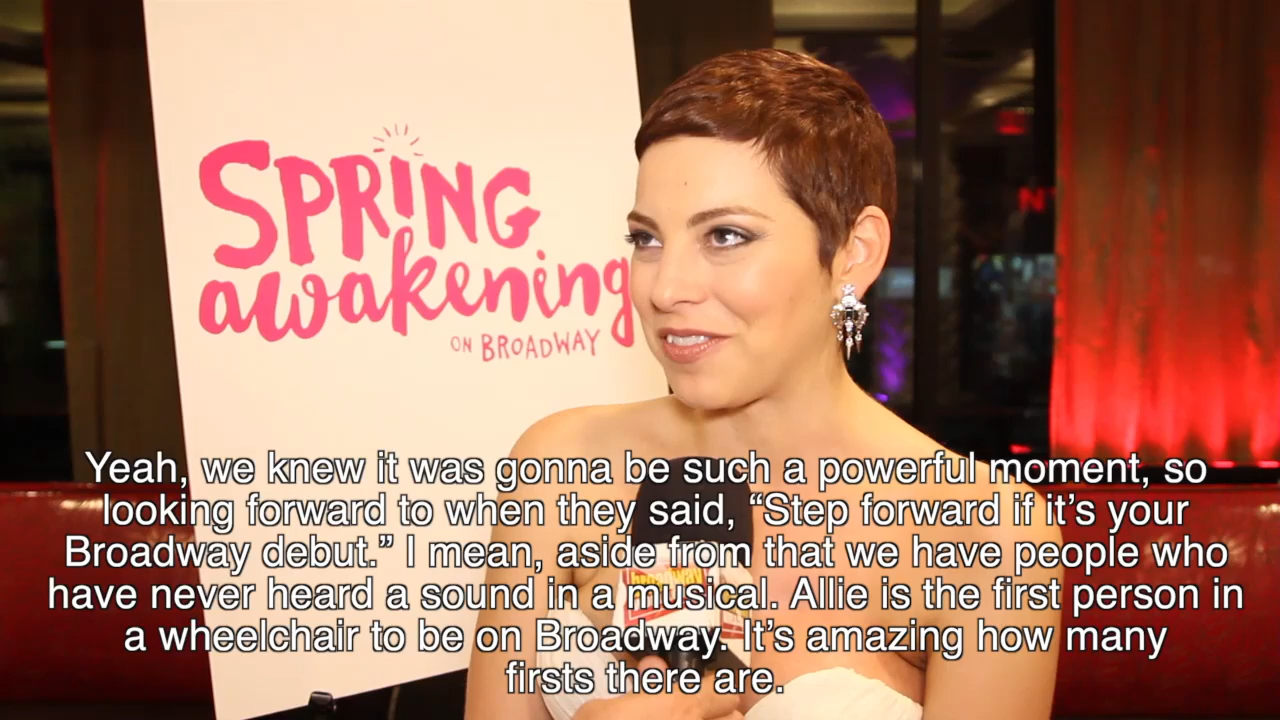 SPRING
awakening
ON BROADWAY
Yeah, we knew it was gonna be such a powerful moment, so
looking forward to when they said, “Step forward if it’s your
Broadway debut.” I mean, aside from that we have people who
have never heard a sound in a musical. Allie is the first person in
a wheelchair to be on Broadway. It’s amazing how many
firsts there are.
broadway